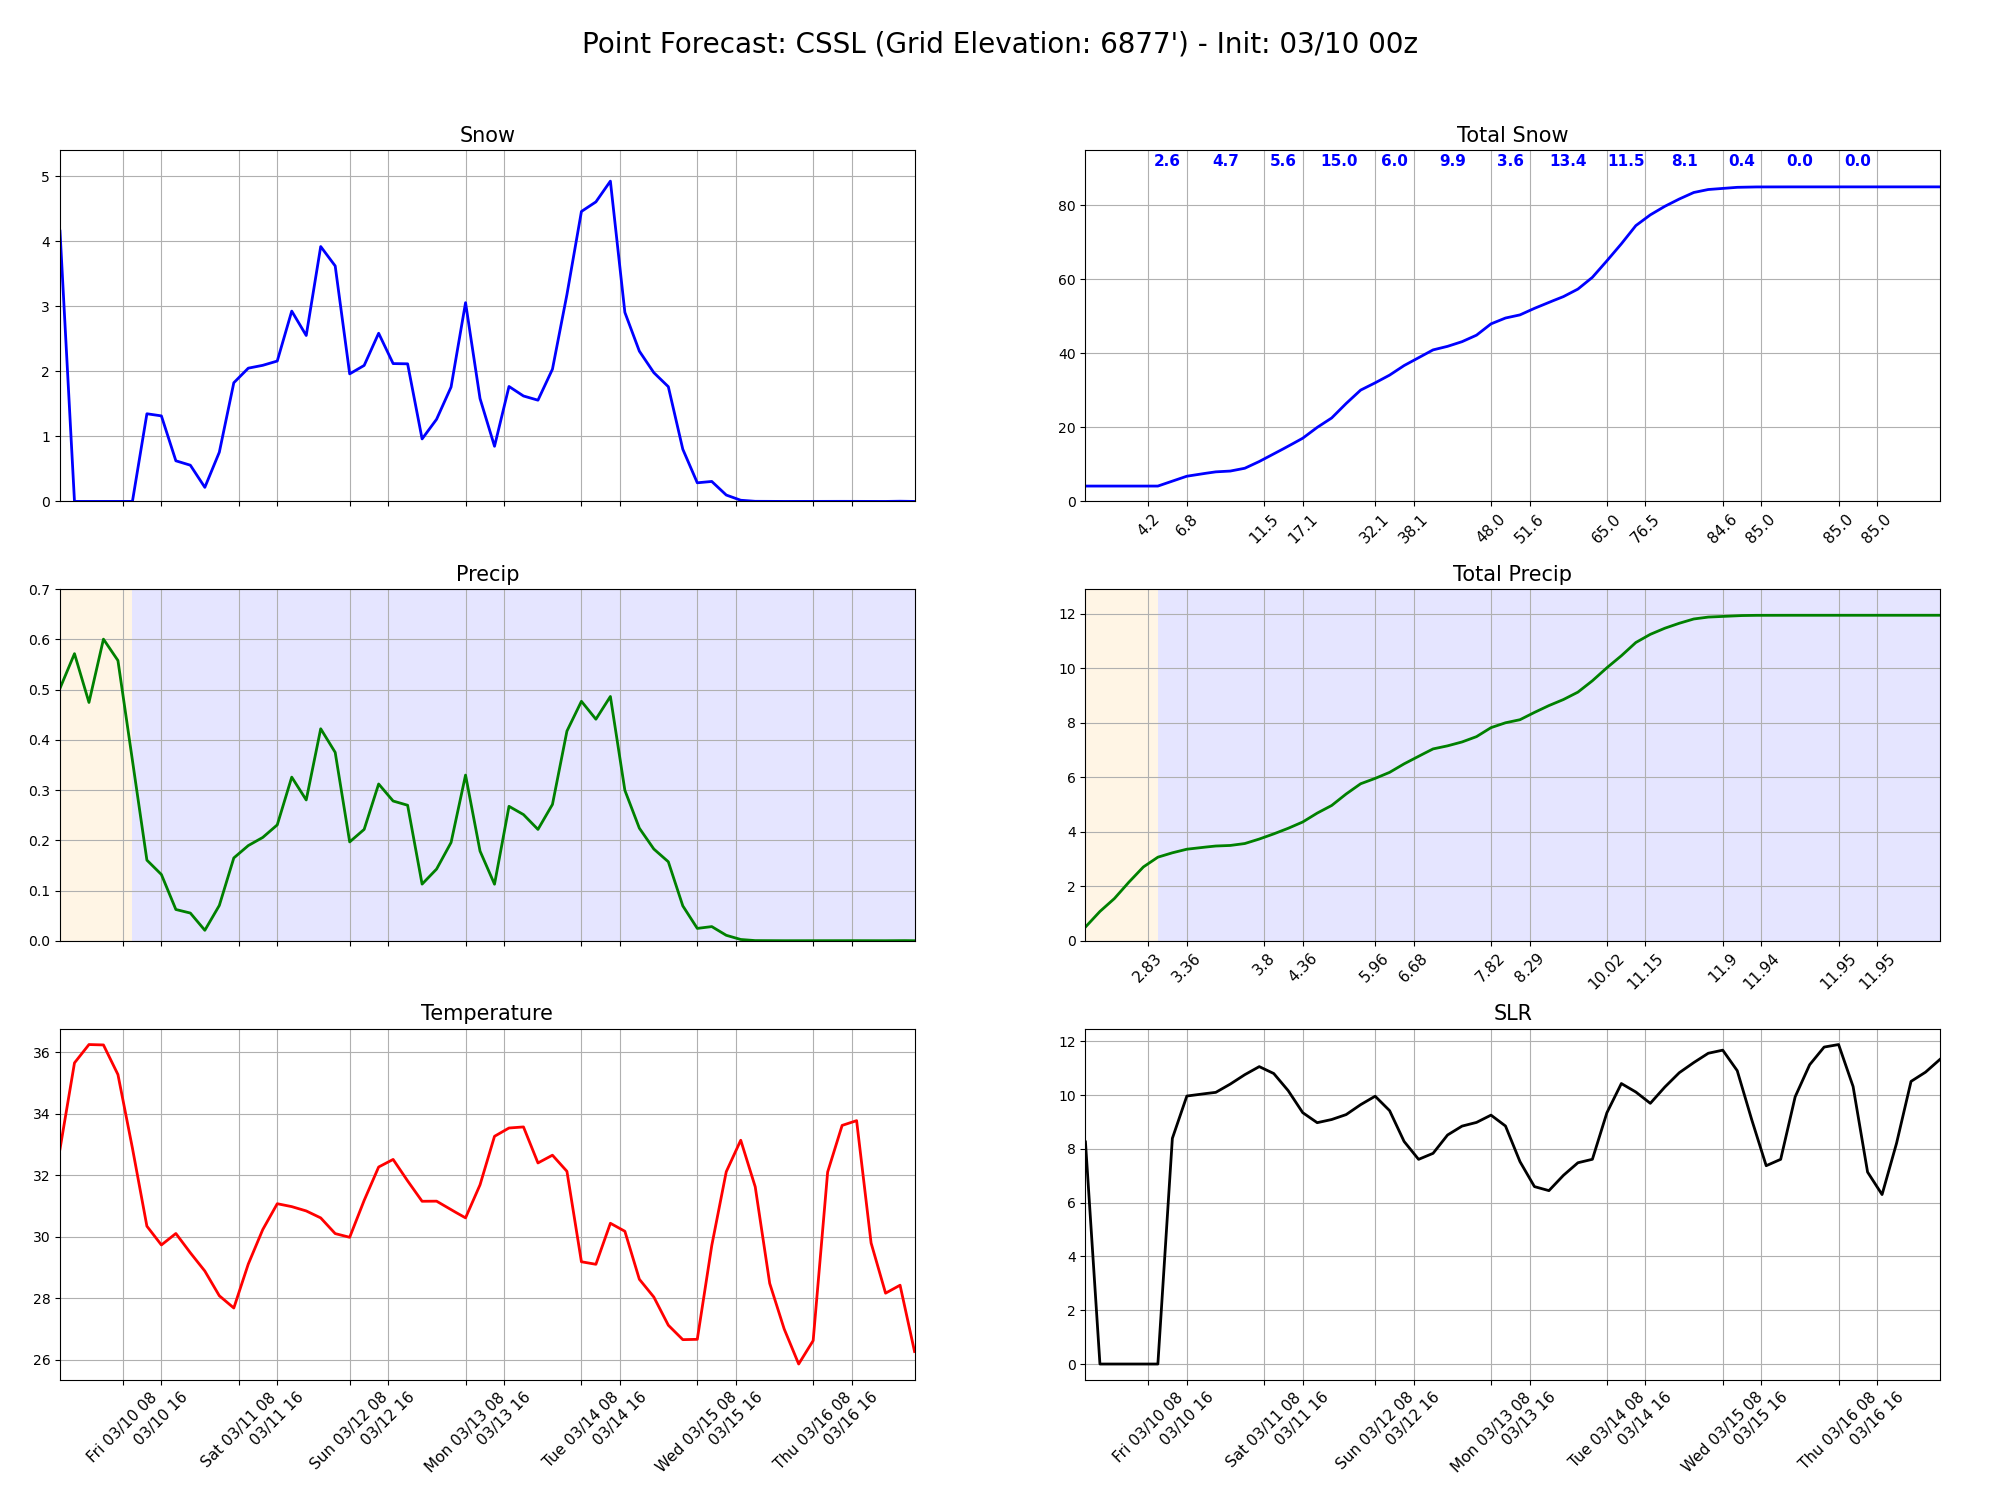 Point Forecast: CSSL (Grid Elevation: 6877') - Init: 03/10 00z
Snow
5
4
3
2
1
0
Total Snow
2.6 4.7 5.6 15.0 6.0 9.9 3.6 13.4 11.5 8.1 0.4 0.0 0.0
80
60
40
20
0
4.2 6.8 11.5 17.1 32.1 38.1 48.0 51.6 65.0 76.5 84.6 85.0 85.0 85.0
Precip
0.7
0.6
0.5
0.4
0.3
0.2
0.1
0.0
Total Precip
12
10
8
6
4
2
0
2.83 3.36 3.8 4.36 5.96 6.68 7.82 8.29 10.02 11.15 11.9 11.94 11.95 11.95
Temperature
36
34
32
30
28
26
Fri 03/10 08
03/10 16
Sat 03/11 08
03/11 16
Sun 03/12 08
03/12 16
Mon 03/13 08
03/13 16
Tue 03/14 08
03/14 16
Wed 03/15 08
03/15 16
Thu 03/16 08
03/16 16
SLR
12
10
8
6
4
2
0
Fri 03/10 08
03/10 16
Sat 03/11 08
03/11 16
Sun 03/12 08
03/12 16
Mon 03/13 08
03/13 16
Tue 03/14 08
03/14 16
Wed 03/15 08
03/15 16
Thu 03/16 08
03/16 16